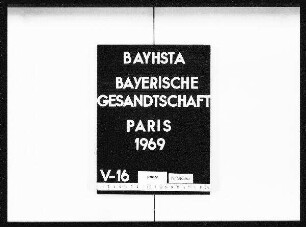 BAYHSTA
BAYERISCHE
GESANDTSCHAFT
PARIS
1969
V-16